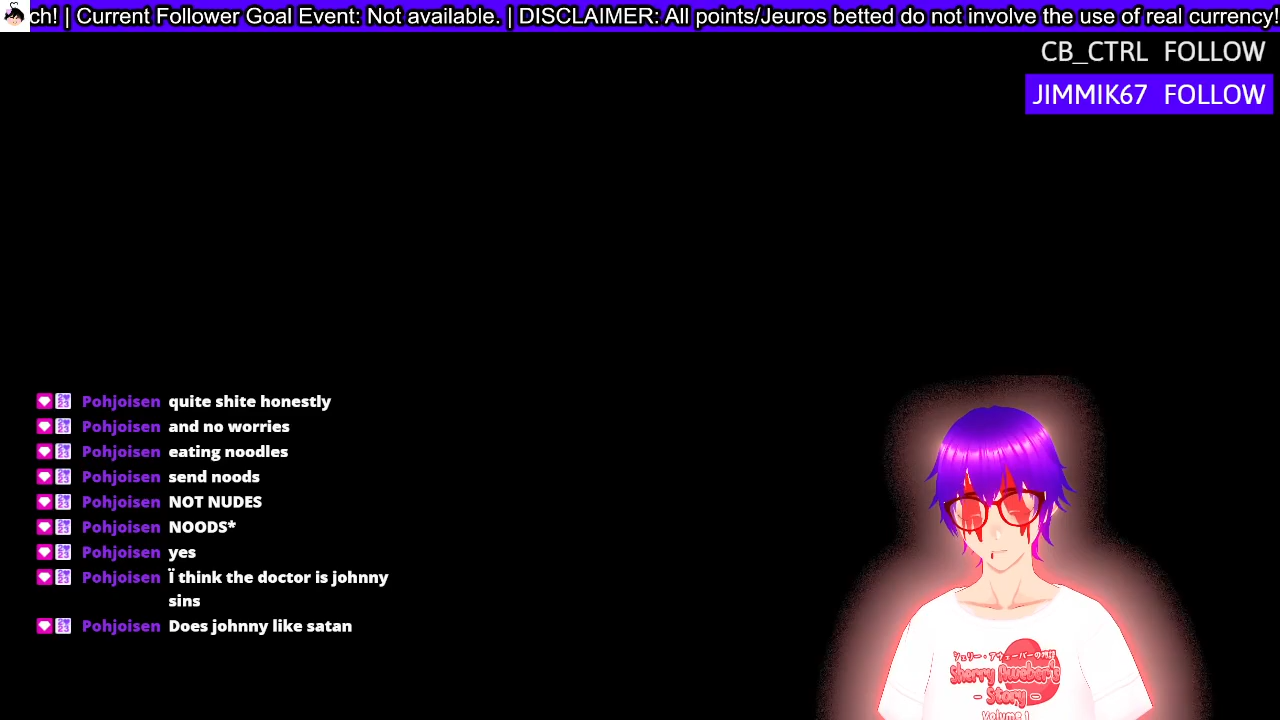 ch! | Current Follower Goal Event: Not available. | DISCLAIMER: All points/Jeuros betted do not involve the use of real currency!
CB_CTRL FOLLOW
JIMMIK67 FOLLOW
Pohjoisen quite shite honestly
Pohjoisen and no worries
Pohjoisen eating noodles
Pohjoisen send noods
Pohjoisen NOT NUDES
Pohjoisen NOODS*
Pohjoisen yes
Pohjoisen Ï think the doctor is johnny
sins
Pohjoisen Does johnny like satan
Sherry Aweber's
- Story -
Volume 1